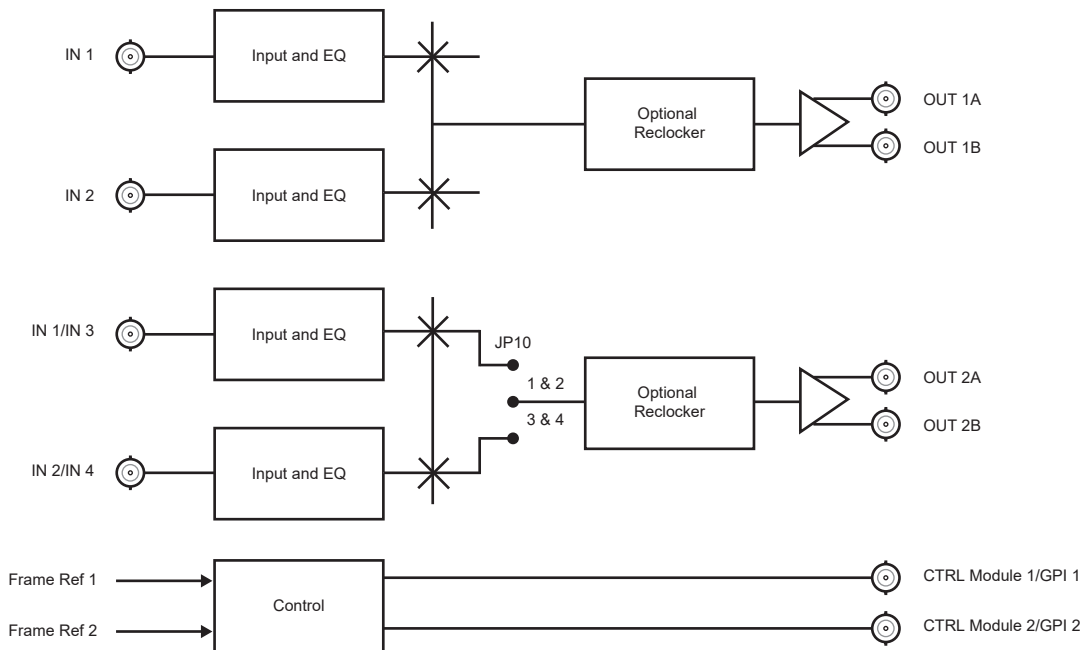 IN 1
Input and EQ
Optional
Reclocker
OUT 1A
OUT 1B
IN 2
Input and EQ
IN 1/IN 3
Input and EQ
JP10
1 & 2
3 & 4
Optional
Reclocker
OUT 2A
OUT 2B
IN 2/IN 4
Input and EQ
Frame Ref 1
Frame Ref 2
Control
CTRL Module 1/GPI 1
CTRL Module 2/GPI 2